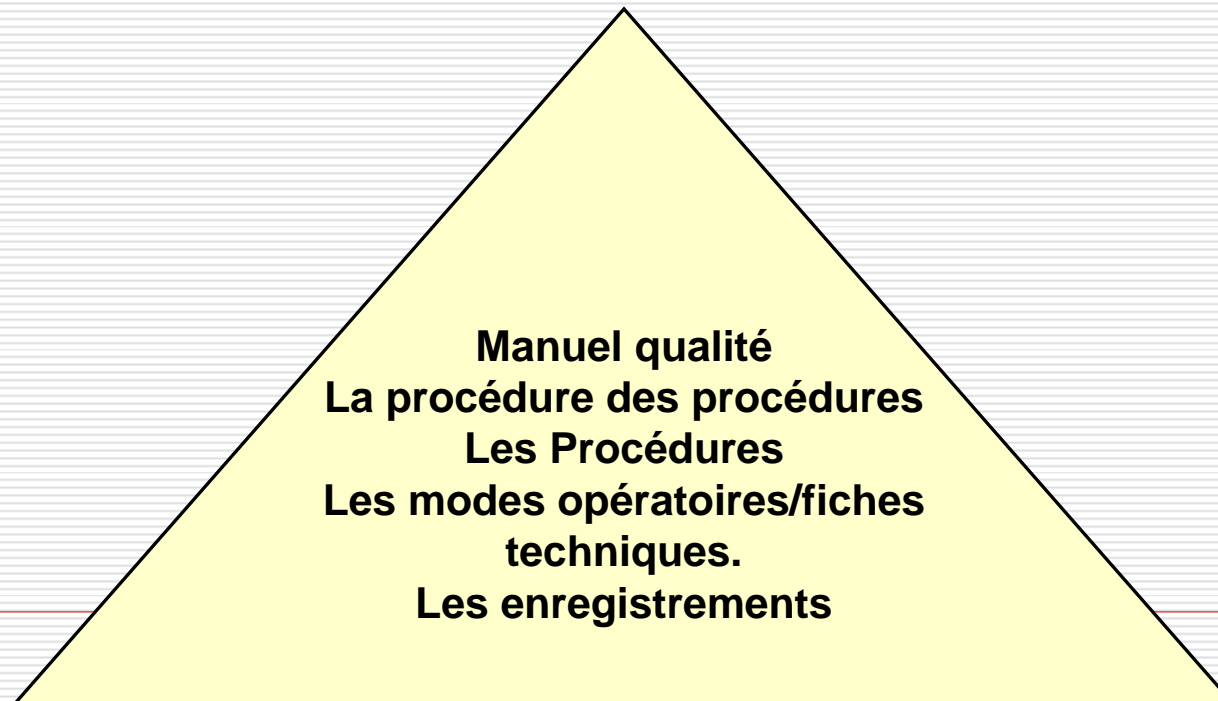 Manuel qualité
La procédure des procédures
Les Procédures
Les modes opératoires/fiches
techniques.
Les enregistrements